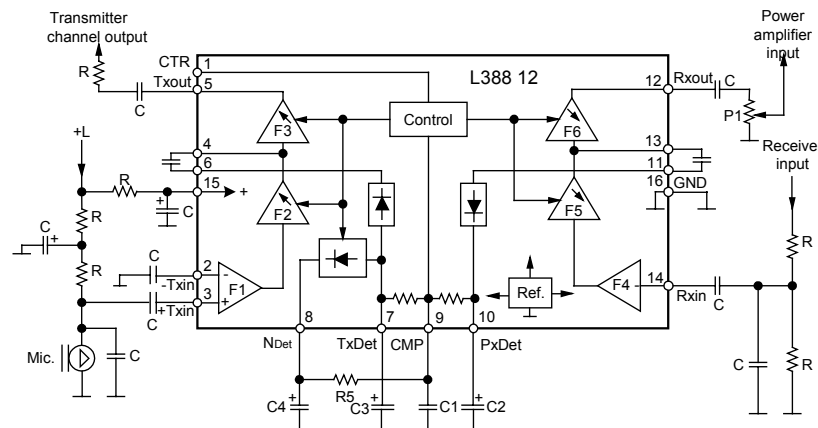 Transmitter
channel output
Power
amplifier
input
CTR
1
Txout
5
R
C
L388 12
12
Rxout
C
P1
F3
Control
F6
+L
4
6
13
11
Receive
input
R
15
+
16
GND
+
C
R
F2
F5
C
+
R
R
C
2
-Txin
-
F1
+
3
+
C
+Txin
Ref.
F4
14
Rxin
C
8
7
9
10
NDet
TxDet
CMP
PxDet
Mic.
C
C
R
R5
C4
+
C3
+
C1
+
C2